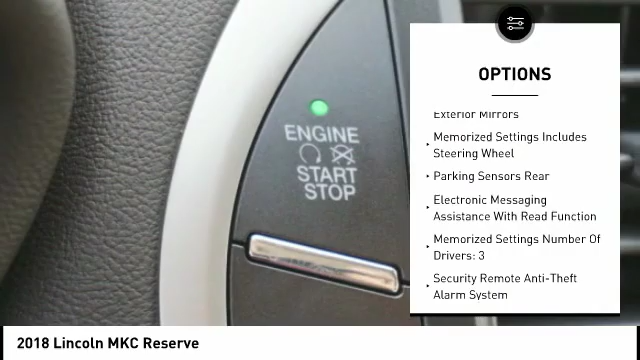 ENGINE
START
STOP
OPTIONS
Exterior Mirrors
Memorized Settings Includes
Steering Wheel
Parking Sensors Rear
Electronic Messaging
Assistance With Read Function
Memorized Settings Number Of
Drivers: 3
Security Remote Anti-Theft
Alarm System
2018 Lincoln MKC Reserve